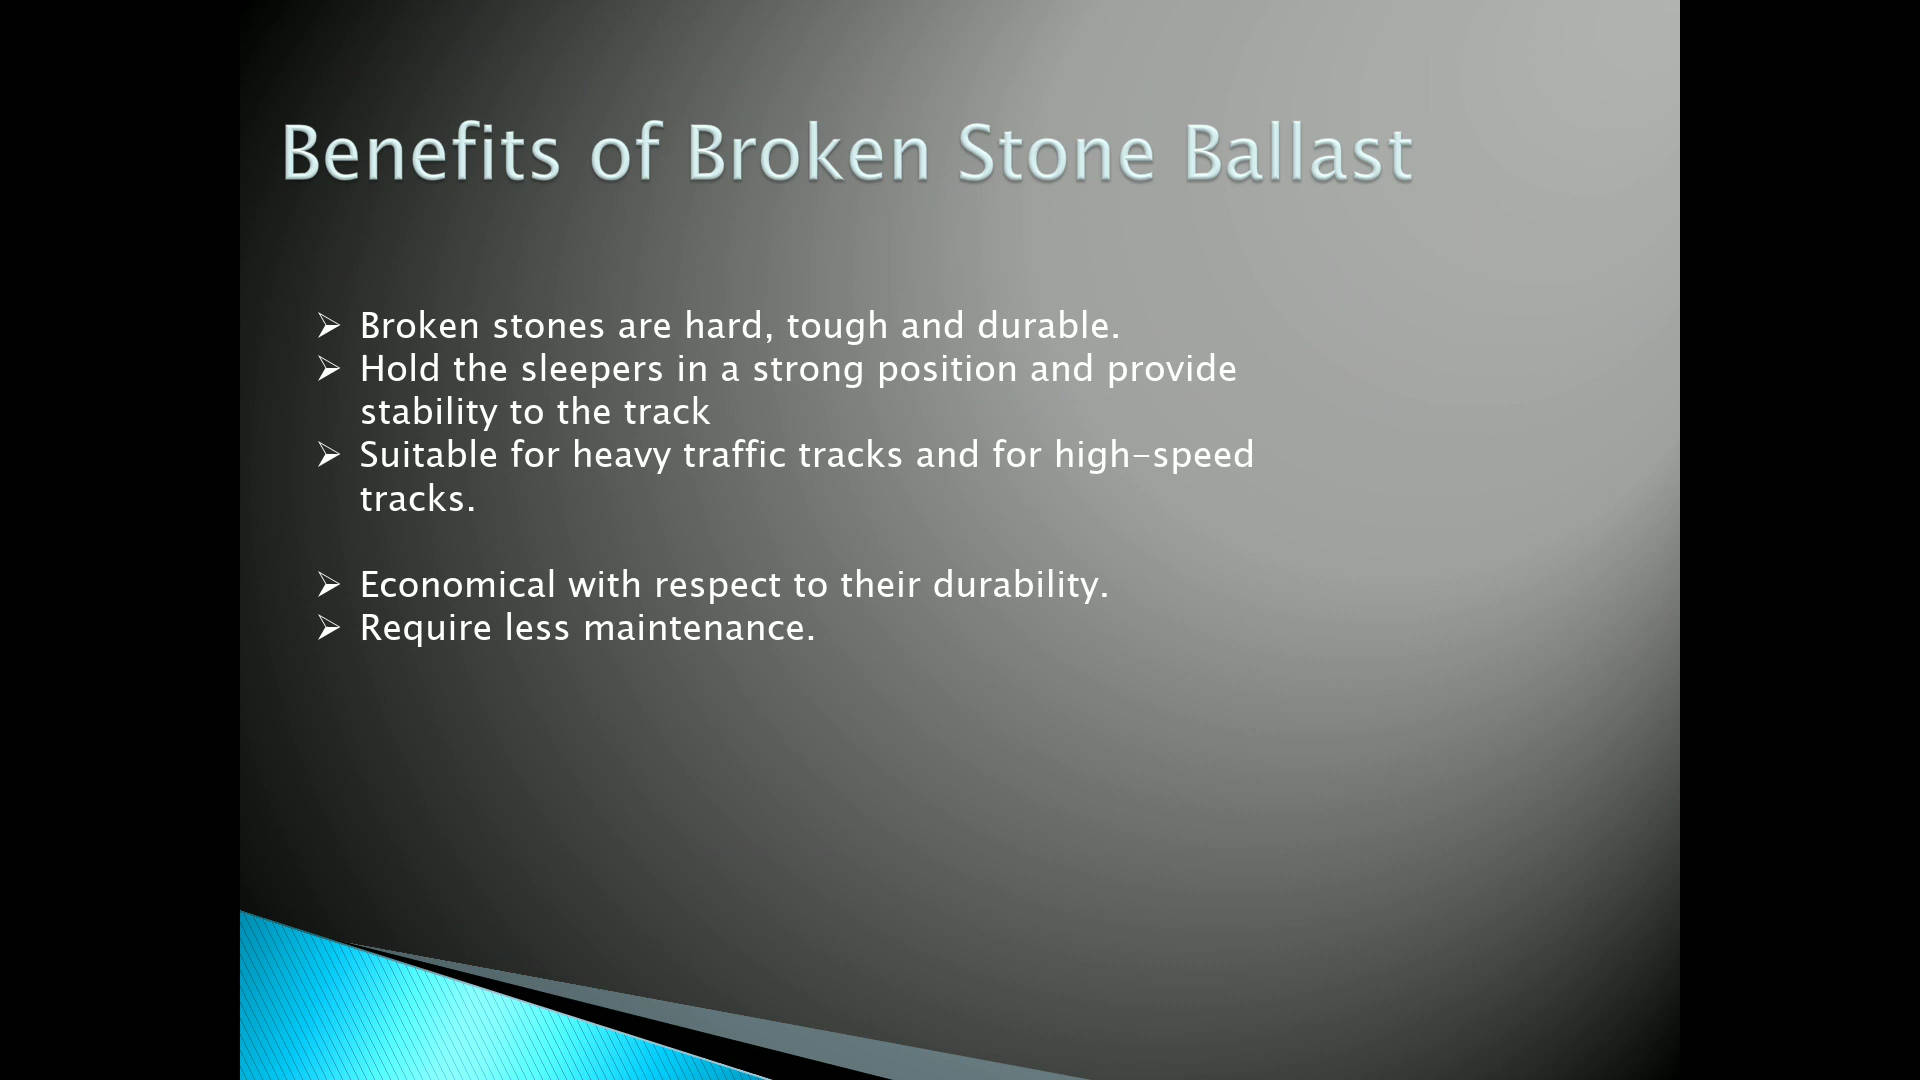 Benefits of Broken Stone Ballast
➢ Broken stones are hard, tough and durable.
➢ Hold the sleepers in a strong position and provide
stability to the track
➢ Suitable for heavy traffic tracks and for high-speed
tracks.
➢ Economical with respect to their durability.
➢ Require less maintenance.